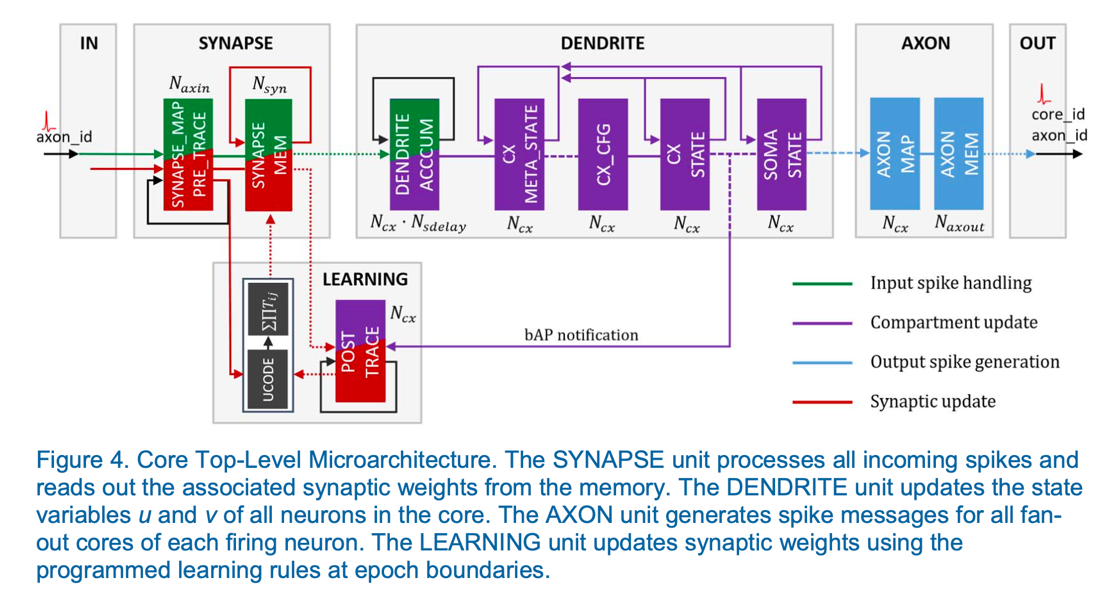 IN
SYNAPSE
DENDRITE
AXON
OUT
N_axin
N_syn
axon_id
SYNAPSE_MAP
PRE_TRACE
SYNAPSE
MEM
DENDRITE
ACCCUM
CX
META_STATE
CX_CFG
CX
STATE
SOMA
STATE
AXON
MAP
AXON
MEM
core_id
axon_id
N_cx · N_sdelay
N_cx
N_cx
N_cx
N_cx
N_cx
N_axout
LEARNING
ΣΠT_ij
UCODE
POST
TRACE
N_cx
bAP notification
Input spike handling
Compartment update
Output spike generation
Synaptic update
Figure 4. Core Top-Level Microarchitecture. The SYNAPSE unit processes all incoming spikes and
reads out the associated synaptic weights from the memory. The DENDRITE unit updates the state
variables u and v of all neurons in the core. The AXON unit generates spike messages for all fan-
out cores of each firing neuron. The LEARNING unit updates synaptic weights using the
programmed learning rules at epoch boundaries.